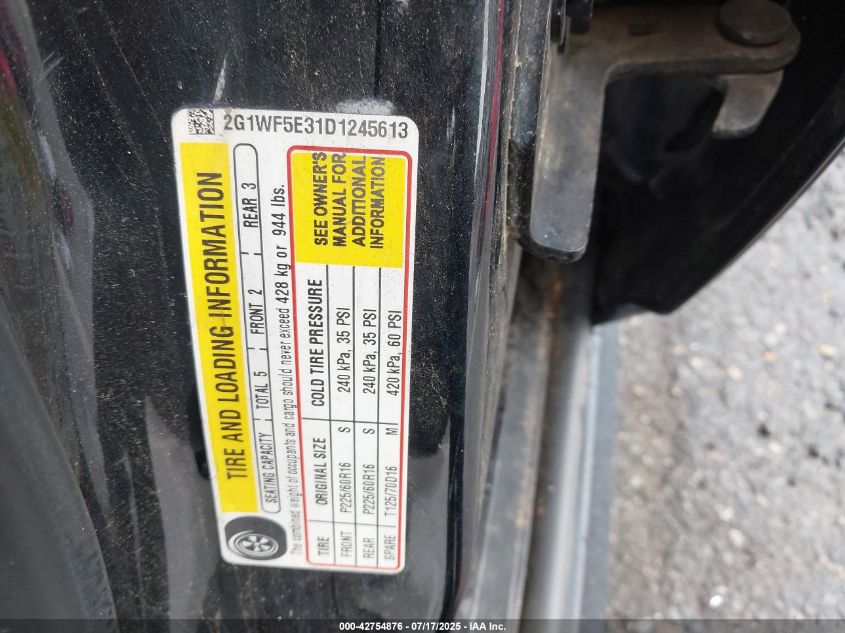 2G1WF5E31D1245613
TIRE AND LOADING INFORMATION
SEATING CAPACITY TOTAL 5 FRONT 2 REAR 3
The combined weight of occupants and cargo should never exceed 428 kg or 944 lbs.
TIRE ORIGINAL SIZE COLD TIRE PRESSURE
FRONT P225/60R16 S 240 kPa, 35 PSI
REAR P225/60R16 S 240 kPa, 35 PSI
SPARE T125/70D16 M 420 kPa, 60 PSI
SEE OWNER'S
MANUAL FOR
ADDITIONAL
INFORMATION
000-42754876 | 07/17/2025 | ©IAA Inc.